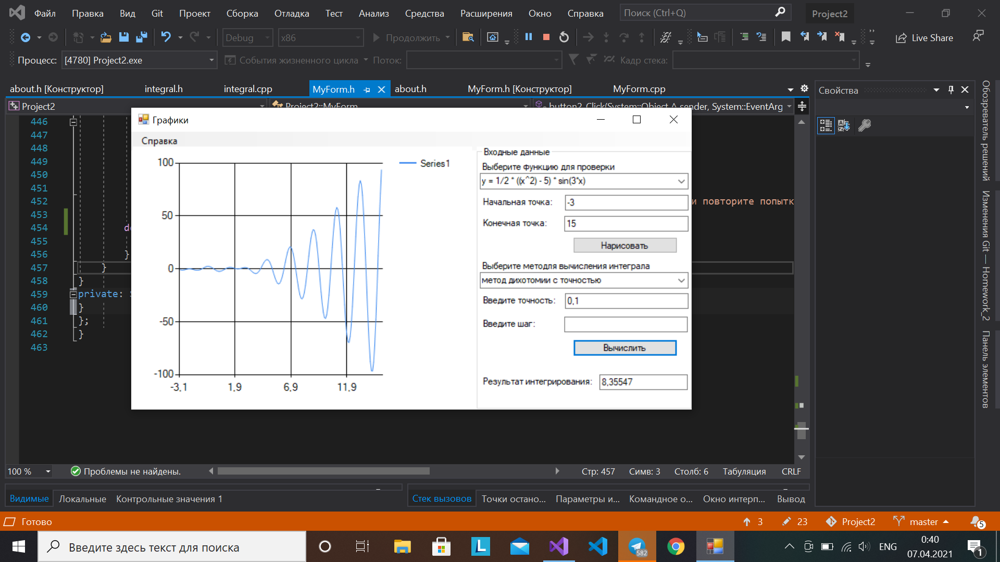 Файл Правка Вид Git Проект Сборка Отладка Тест Анализ Средства Расширения Окно Справка Поиск (Ctrl+Q) Project2
Debug x86 Продолжить Live Share
Процесс: [4780] Project2.exe События жизненного цикла Поток: Кадр стека:
about.h [Конструктор] integral.h integral.cpp MyForm.h about.h MyForm.h [Конструктор] MyForm.cpp
Project2 Project2::MyForm button2_Click(System::Object ^ sender, System::EventArg
446
447
448
449
450
451
452 и повторите попытк
453
454 de
455
456 }
457 }
458 }
459 private: S
460 }
461 };
462 }
463
Графики
Справка
100
50
0
-50
-100
-3,1 1,9 6,9 11,9
Series1
Входные данные
Выберите функцию для проверки
y = 1/2 * ((x^2) - 5) * sin(3*x)
Начальная точка: -3
Конечная точка: 15
Нарисовать
Выберите методля вычисления интеграла
метод дихотомии с точностью
Введите точность: 0,1
Введите шаг:
Вычислить
Результат интегрирования: 8,35547
Свойства
Обозреватель решений
Изменения Git — Homework_2
Панель элементов
100 % Проблемы не найдены. Стр: 457 Симв: 3 Столб: 6 Табуляция CRLF
Видимые Локальные Контрольные значения 1 Стек вызовов Точки остано... Параметры и... Командное о... Окно интерп... Вывод
Готово 3 23 Project2 master 5
Введите здесь текст для поиска L 582 ENG 0:40
07.04.2021 1